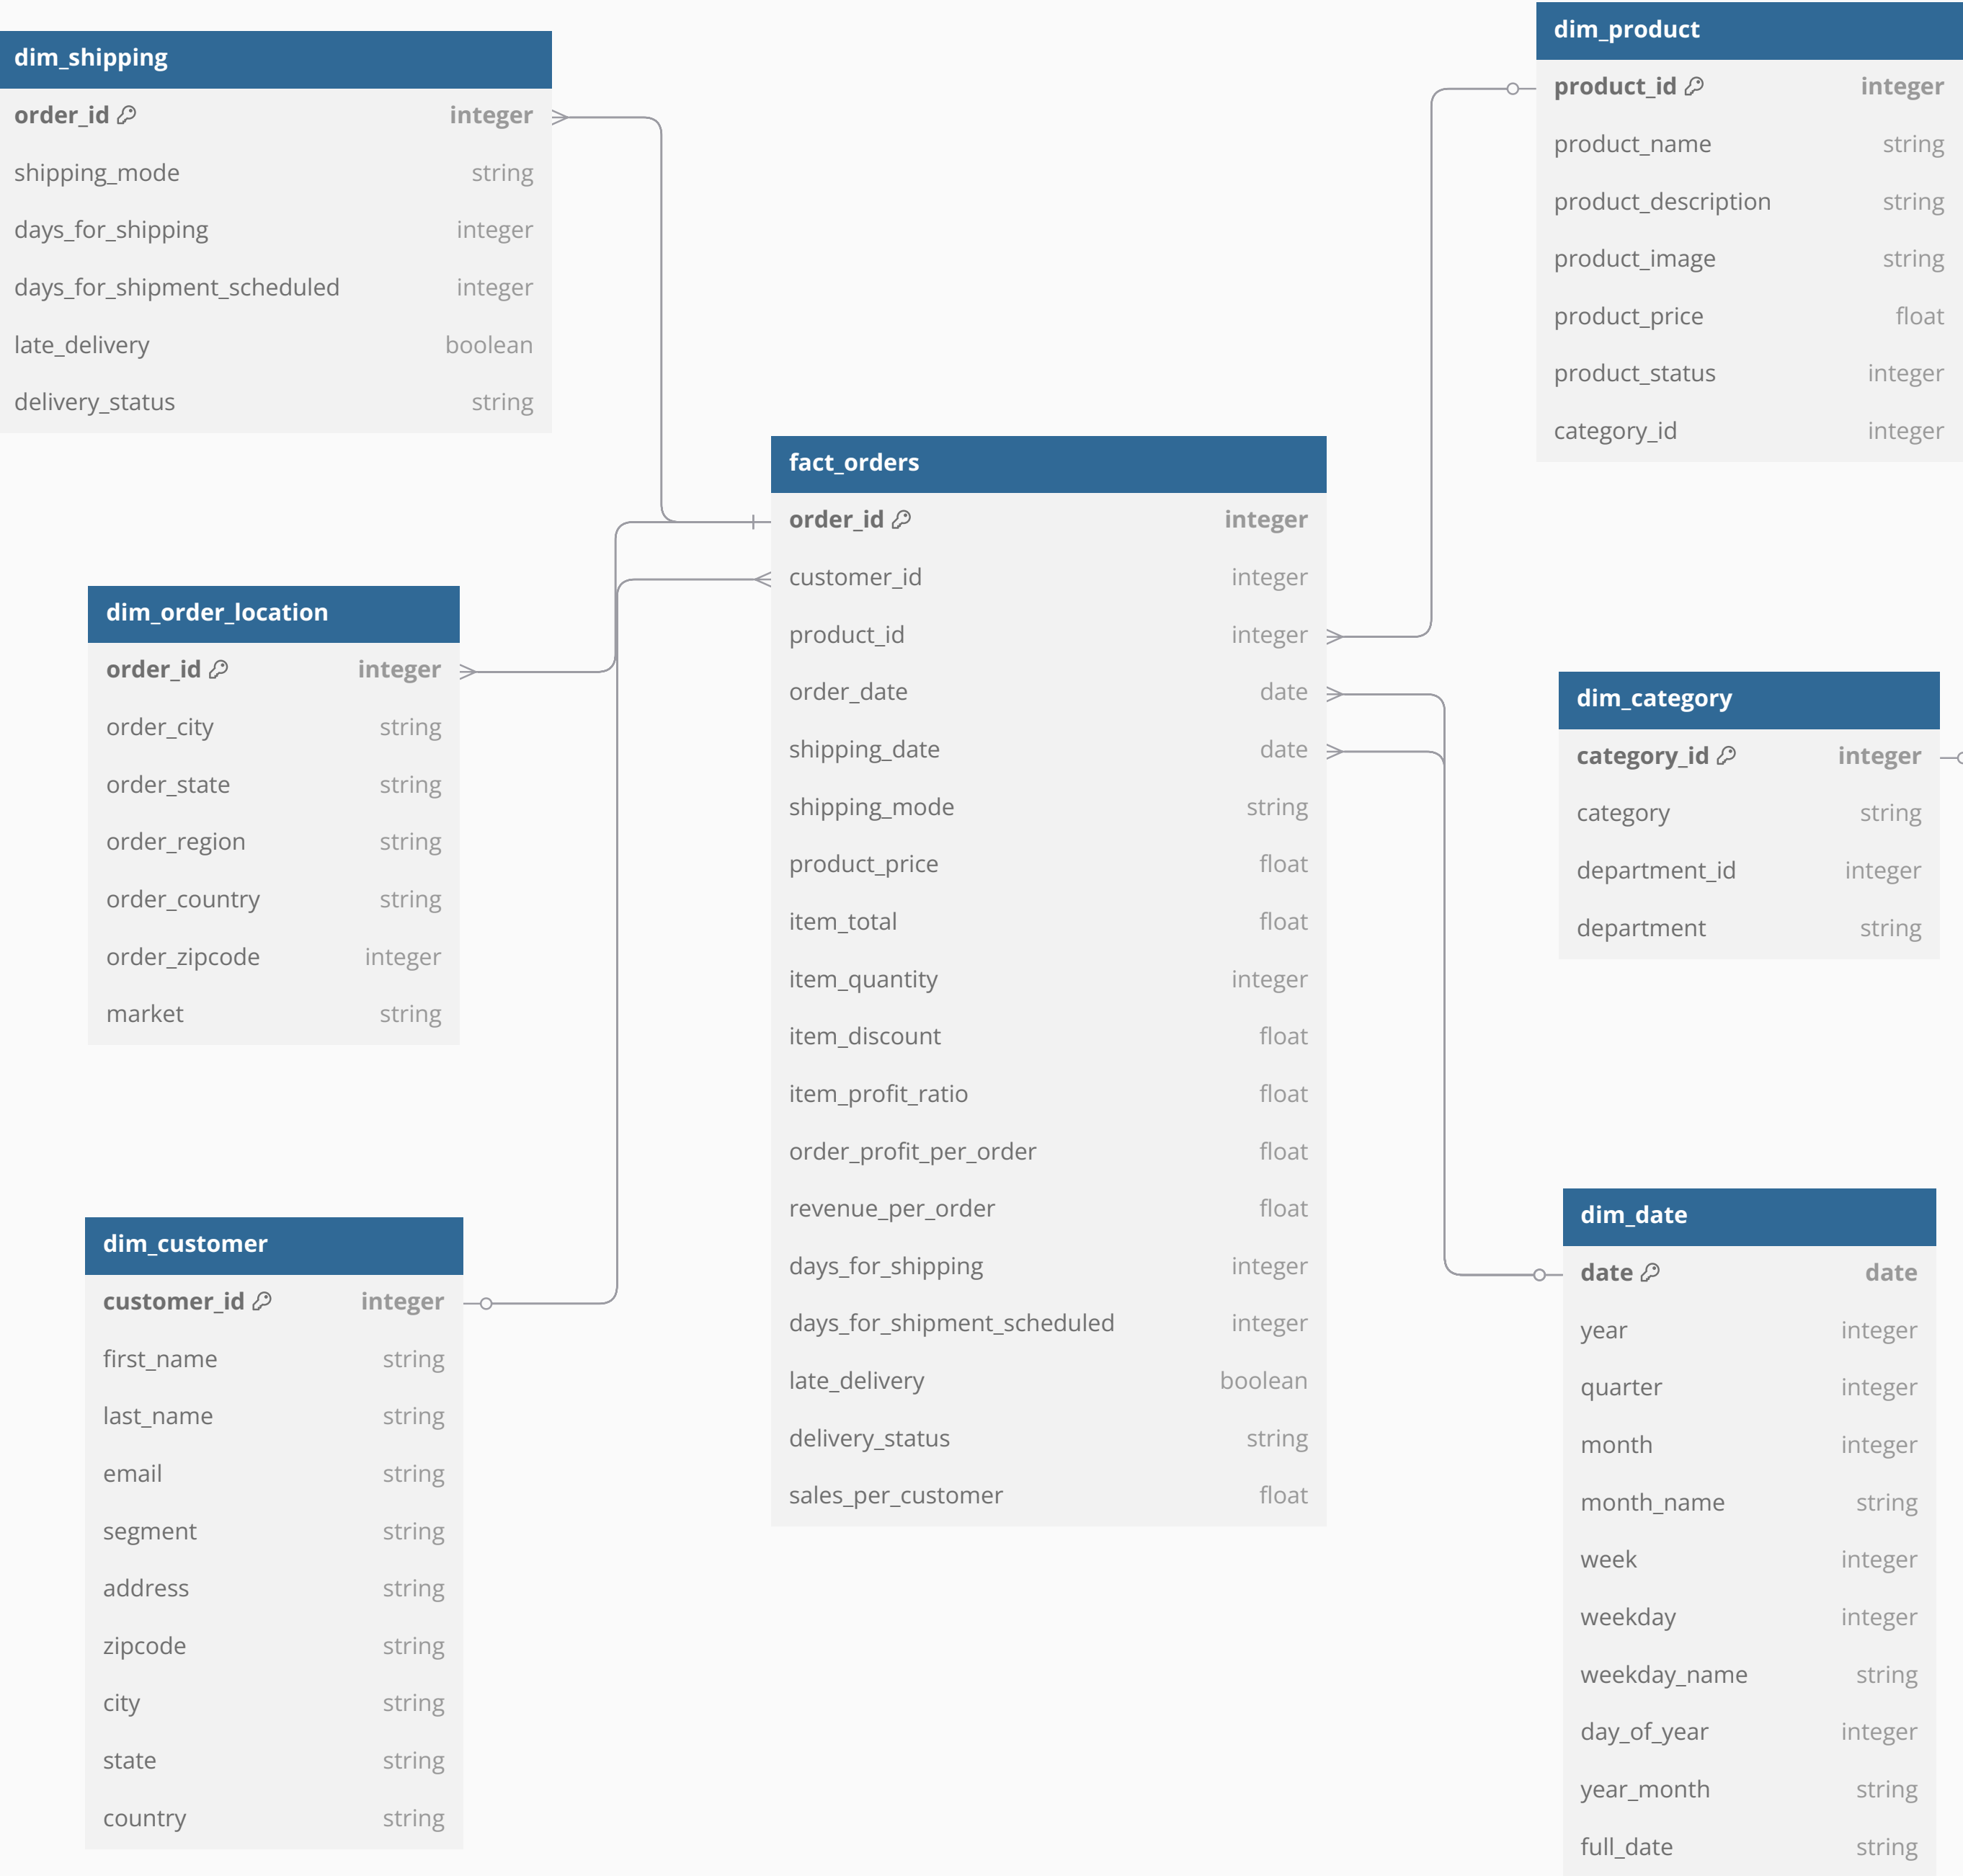 dim_shipping
order_id integer
shipping_mode string
days_for_shipping integer
days_for_shipment_scheduled integer
late_delivery boolean
delivery_status string
dim_order_location
order_id integer
order_city string
order_state string
order_region string
order_country string
order_zipcode integer
market string
dim_customer
customer_id integer
first_name string
last_name string
email string
segment string
address string
zipcode string
city string
state string
country string
fact_orders
order_id integer
customer_id integer
product_id integer
order_date date
shipping_date date
shipping_mode string
product_price float
item_total float
item_quantity integer
item_discount float
item_profit_ratio float
order_profit_per_order float
revenue_per_order float
days_for_shipping integer
days_for_shipment_scheduled integer
late_delivery boolean
delivery_status string
sales_per_customer float
dim_product
product_id integer
product_name string
product_description string
product_image string
product_price float
product_status integer
category_id integer
dim_category
category_id integer
category string
department_id integer
department string
dim_date
date date
year integer
quarter integer
month integer
month_name string
week integer
weekday integer
weekday_name string
day_of_year integer
year_month string
full_date string